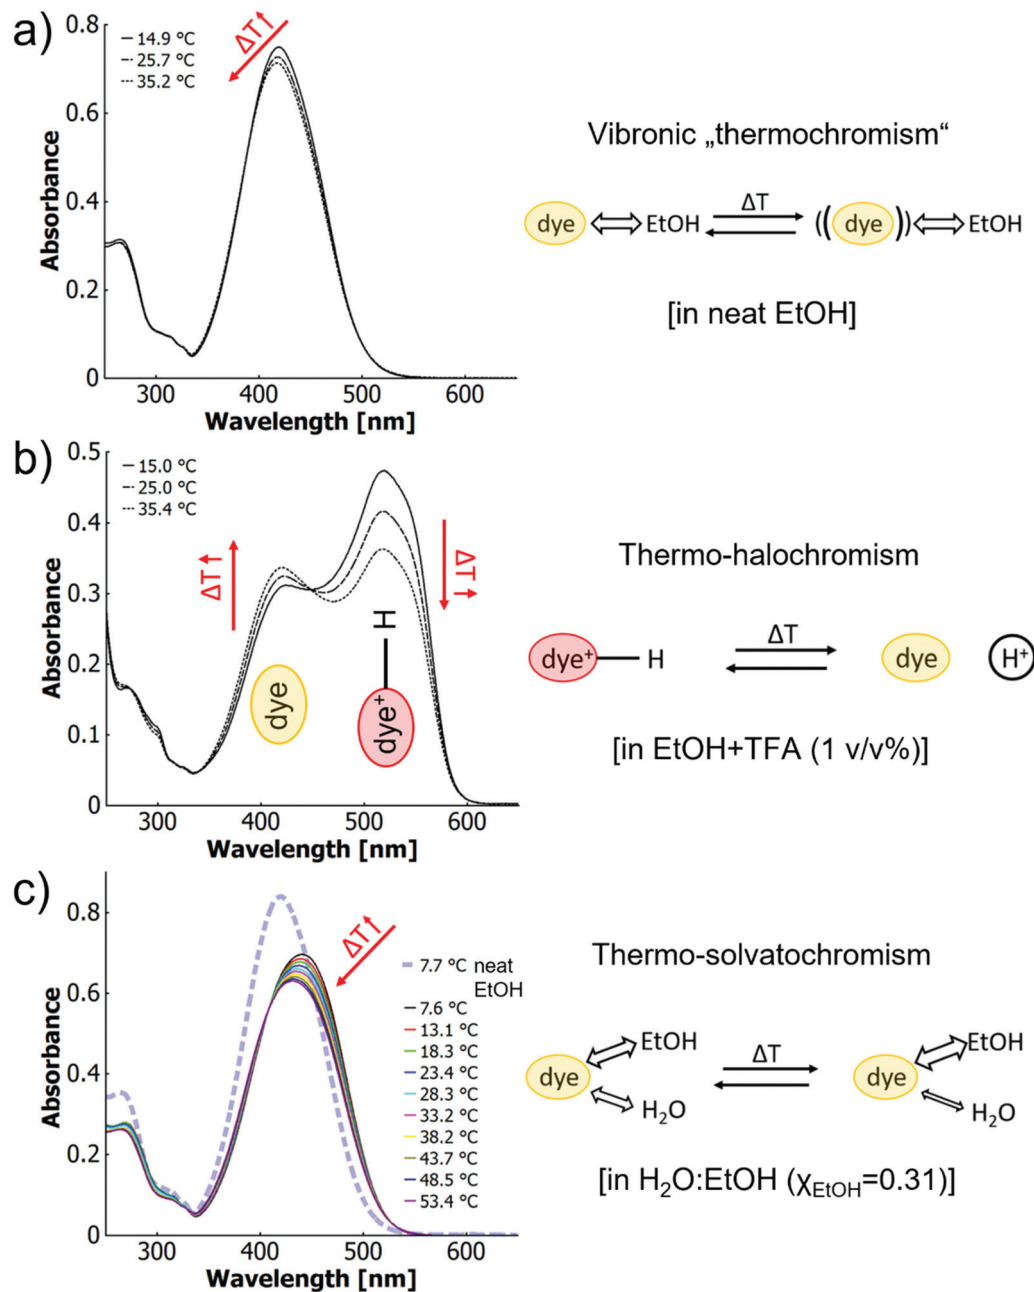 a)
0.8
0.6
0.4
0.2
0
Absorbance
14.9 °C
25.7 °C
35.2 °C
ΔT↑
300 400 500 600
Wavelength [nm]
Vibronic „thermochromism“
dye EtOH ΔT ((dye)) EtOH
[in neat EtOH]
b)
0.5
0.4
0.3
0.2
0.1
0
Absorbance
15.0 °C
25.0 °C
35.4 °C
ΔT↑
ΔT↑
dye
dye⁺ H
300 400 500 600
Wavelength [nm]
Thermo-halochromism
dye⁺ H ΔT dye H⁺
[in EtOH+TFA (1 v/v%)]
c)
0.8
0.6
0.4
0.2
0
Absorbance
ΔT↑
7.7 °C neat
EtOH
7.6 °C
13.1 °C
18.3 °C
23.4 °C
28.3 °C
33.2 °C
38.2 °C
43.7 °C
48.5 °C
53.4 °C
300 400 500 600
Wavelength [nm]
Thermo-solvatochromism
dye EtOH H₂O ΔT dye EtOH H₂O
[in H₂O:EtOH (χEtOH=0.31)]